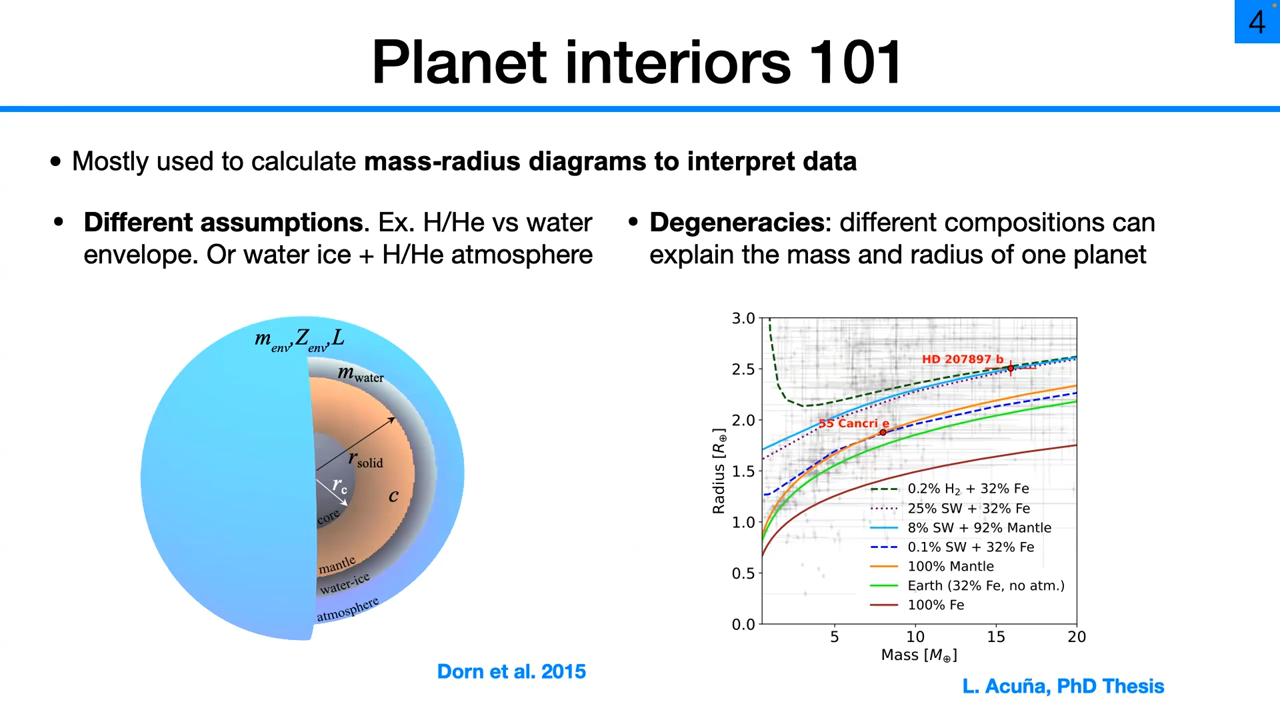 4
Planet interiors 101
• Mostly used to calculate mass-radius diagrams to interpret data
• Different assumptions. Ex. H/He vs water
envelope. Or water ice + H/He atmosphere
• Degeneracies: different compositions can
explain the mass and radius of one planet
m_env, Z_env, L
m_water
r_solid
r_c
c
core
mantle
water-ice
atmosphere
Dorn et al. 2015
3.0
2.5
2.0
1.5
1.0
0.5
0.0
Radius [R⊕]
HD 207897 b
55 Cancri e
0.2% H₂ + 32% Fe
25% SW + 32% Fe
8% SW + 92% Mantle
0.1% SW + 32% Fe
100% Mantle
Earth (32% Fe, no atm.)
100% Fe
5 10 15 20
Mass [M⊕]
L. Acuña, PhD Thesis